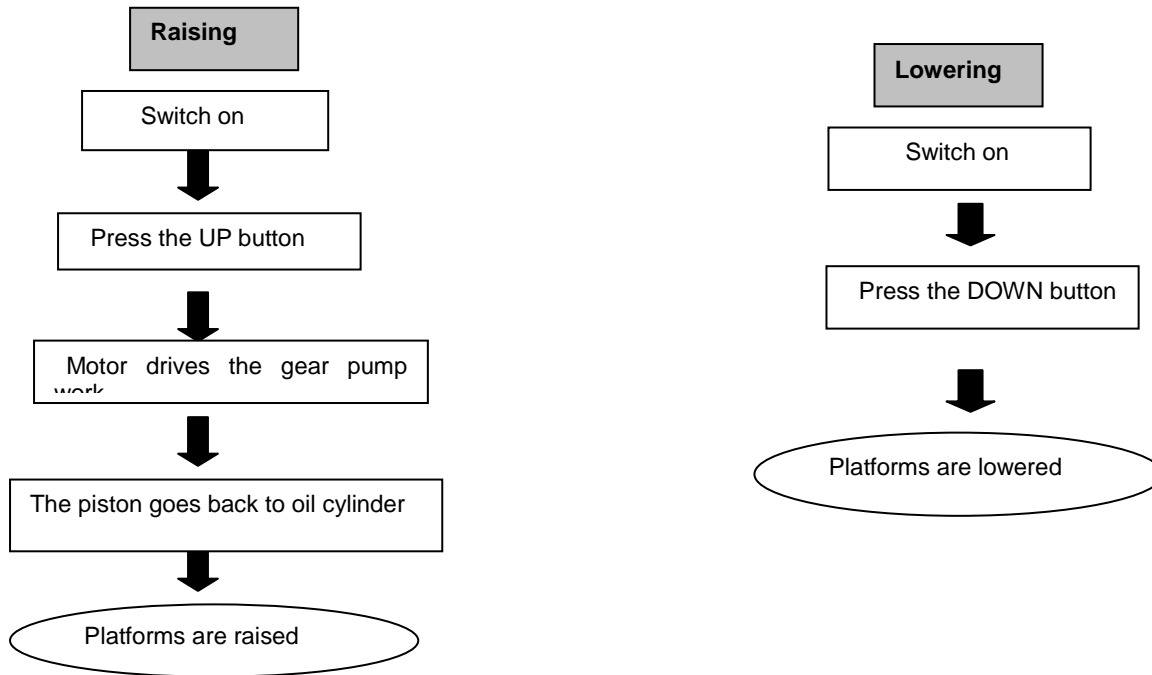 Raising
Switch on
Press the UP button
Motor drives the gear pump
work
The piston goes back to oil cylinder
Platforms are raised
Lowering
Switch on
Press the DOWN button
Platforms are lowered